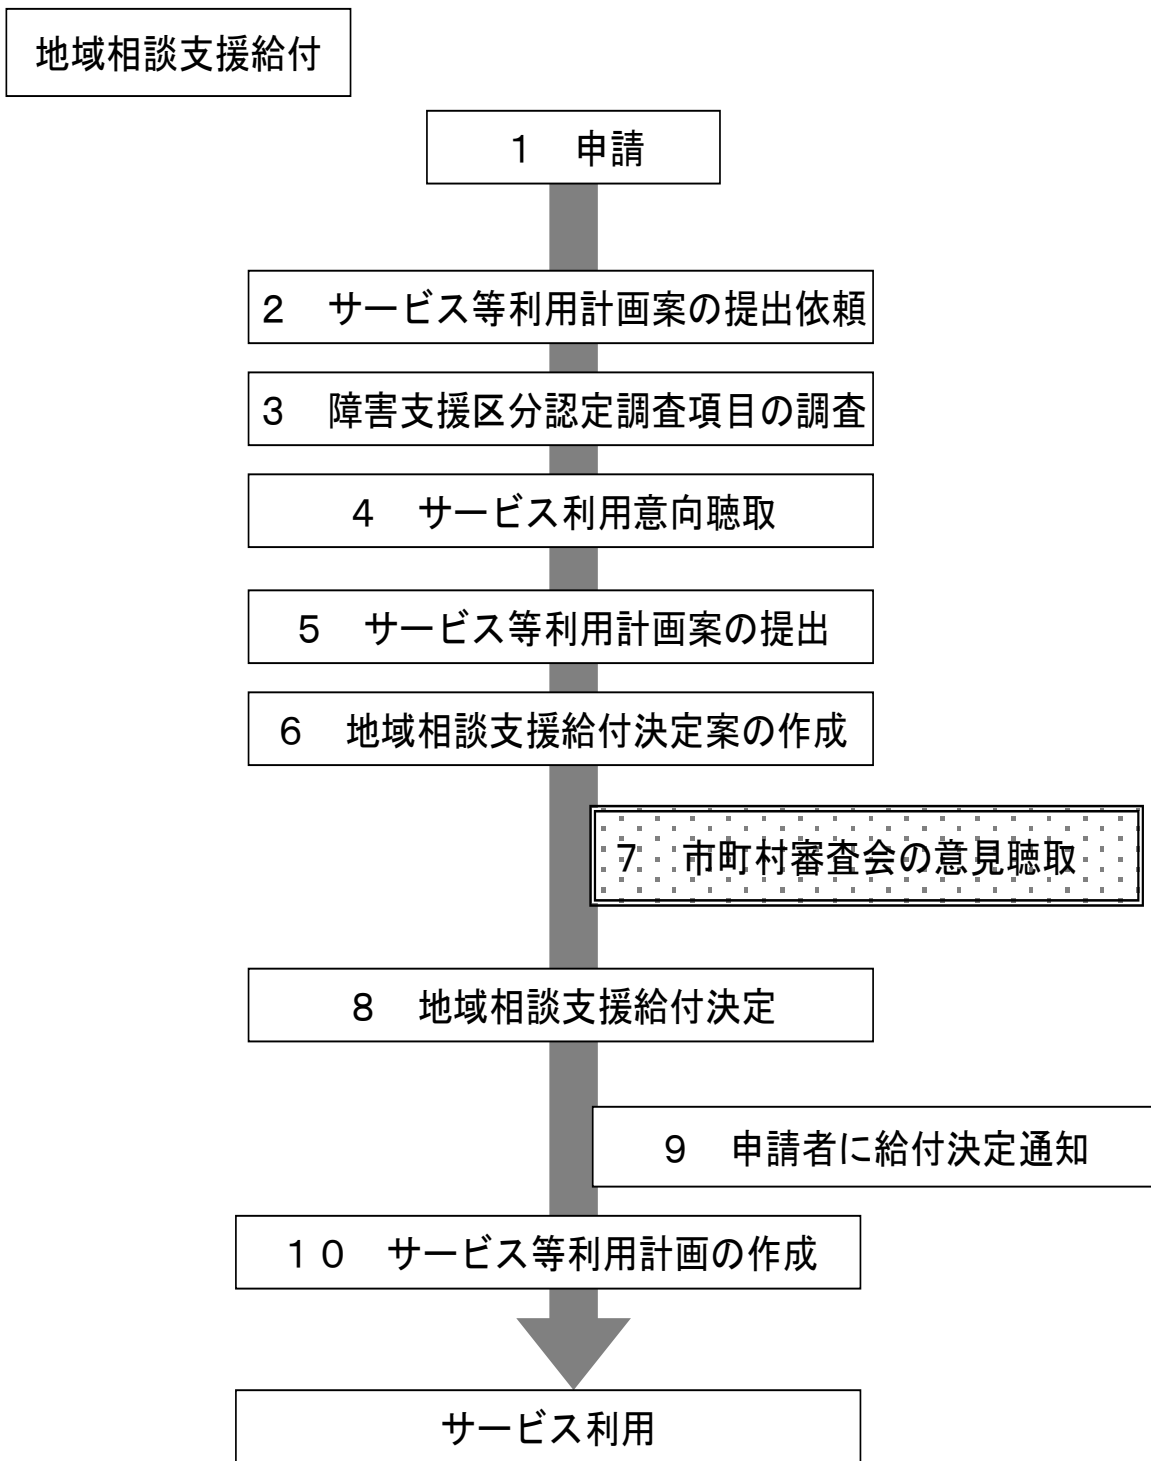 地域相談支援給付
１　申請
２　サービス等利用計画案の提出依頼
３　障害支援区分認定調査項目の調査
４　サービス利用意向聴取
５　サービス等利用計画案の提出
６　地域相談支援給付決定案の作成
７　市町村審査会の意見聴取
８　地域相談支援給付決定
９　申請者に給付決定通知
１０　サービス等利用計画の作成
サービス利用